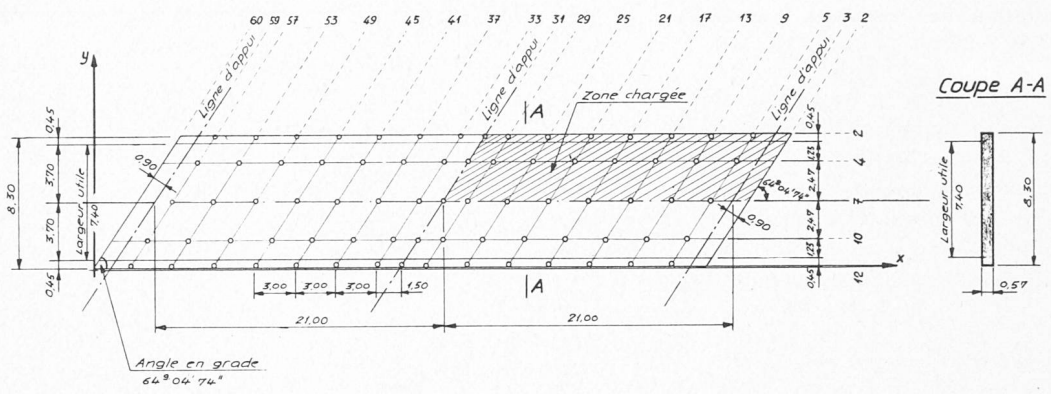 60 59 57 53 49 45 41 37 33 31 29 25 21 17 13 9 5 3 2
y
Ligne d'appui
Ligne d'appui
Ligne d'appui
A
Zone chargée
Coupe A-A
0,45
3,70
3,70
0,45
8,30
Largeur utile
7,40
0,90
64g 04' 74"
0,90
0,45
1,23
2,47
2,47
1,23
0,45
2
4
7
10
12
Largeur utile
7,40
8,30
0,57
x
3,00 3,00 3,00 1,50
A
21,00 21,00
Angle en grade
64g 04' 74"